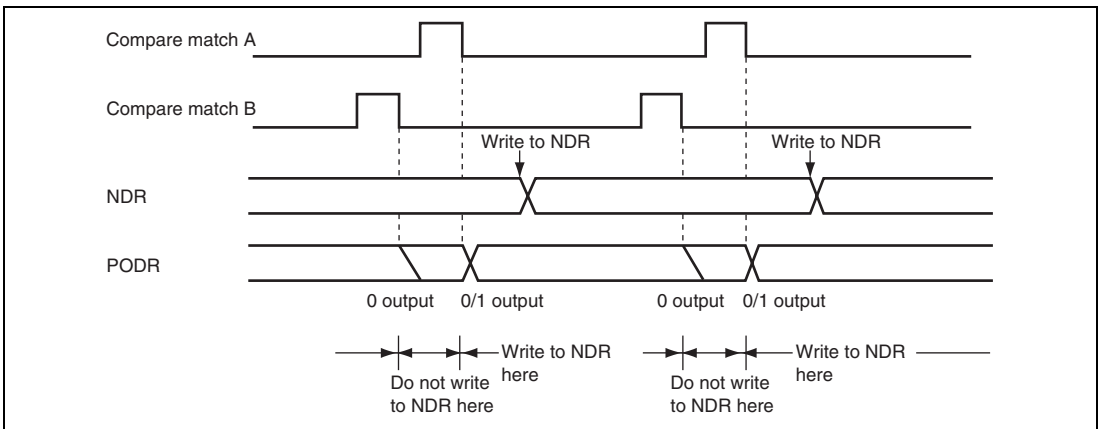 Compare match A
Compare match B
Write to NDR Write to NDR
NDR
PODR
0 output 0/1 output 0 output 0/1 output
Write to NDR
here
Do not write
to NDR here
Write to NDR
here
Do not write
to NDR here